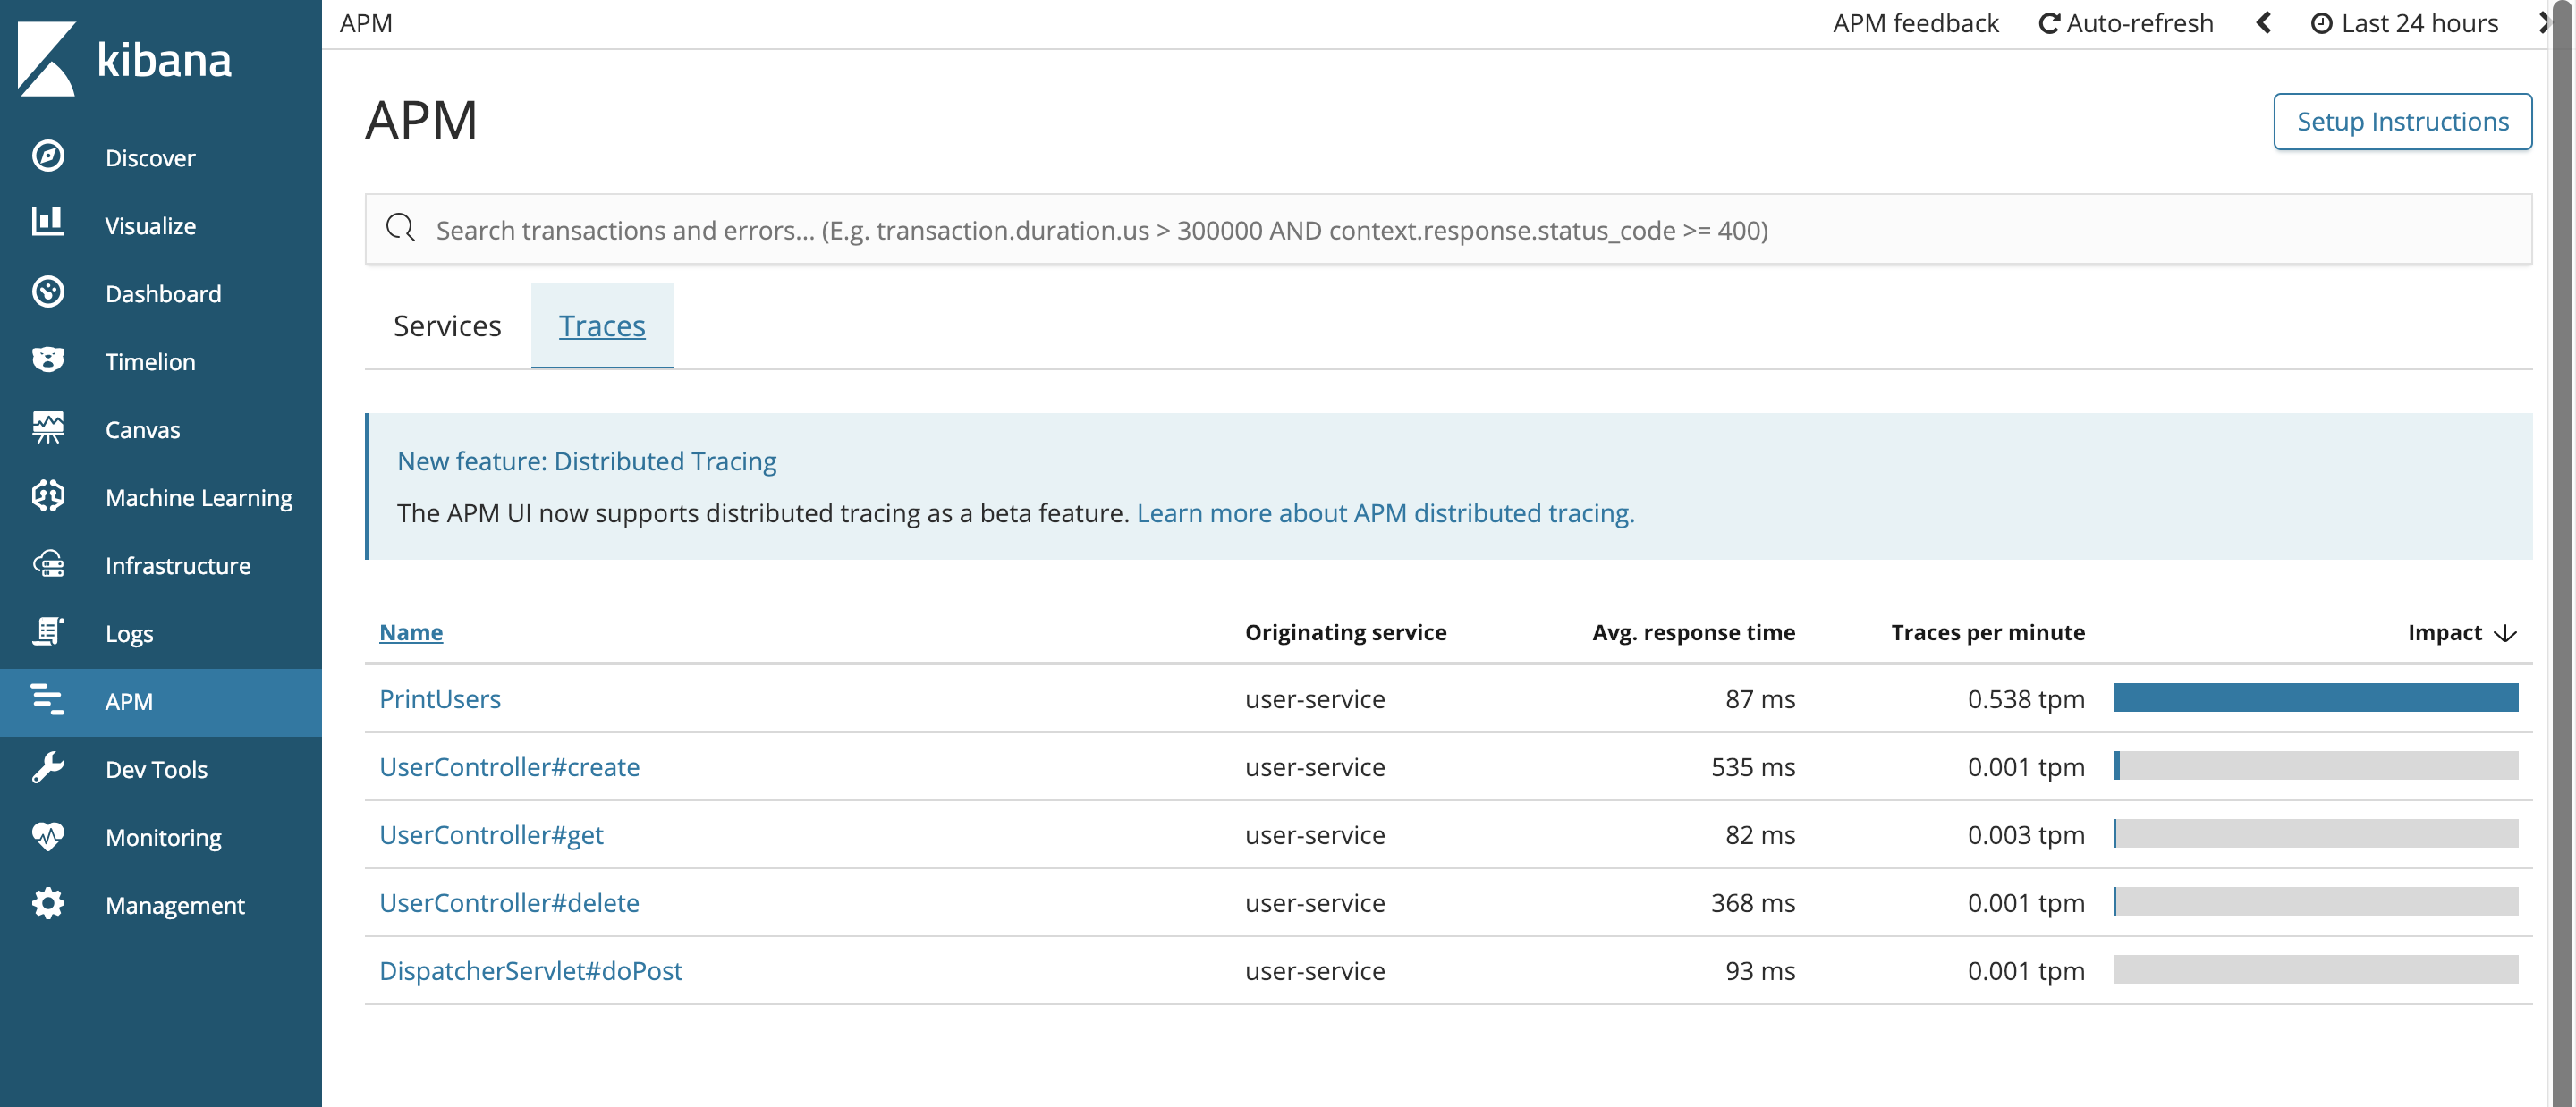 kibana
Discover
Visualize
Dashboard
Timelion
Canvas
Machine Learning
Infrastructure
Logs
APM
Dev Tools
Monitoring
Management
APM
APM feedback Auto-refresh Last 24 hours
APM
Setup Instructions
Search transactions and errors... (E.g. transaction.duration.us > 300000 AND context.response.status_code >= 400)
Services Traces
New feature: Distributed Tracing
The APM UI now supports distributed tracing as a beta feature. Learn more about APM distributed tracing.
Name Originating service Avg. response time Traces per minute Impact
PrintUsers user-service 87 ms 0.538 tpm
UserController#create user-service 535 ms 0.001 tpm
UserController#get user-service 82 ms 0.003 tpm
UserController#delete user-service 368 ms 0.001 tpm
DispatcherServlet#doPost user-service 93 ms 0.001 tpm